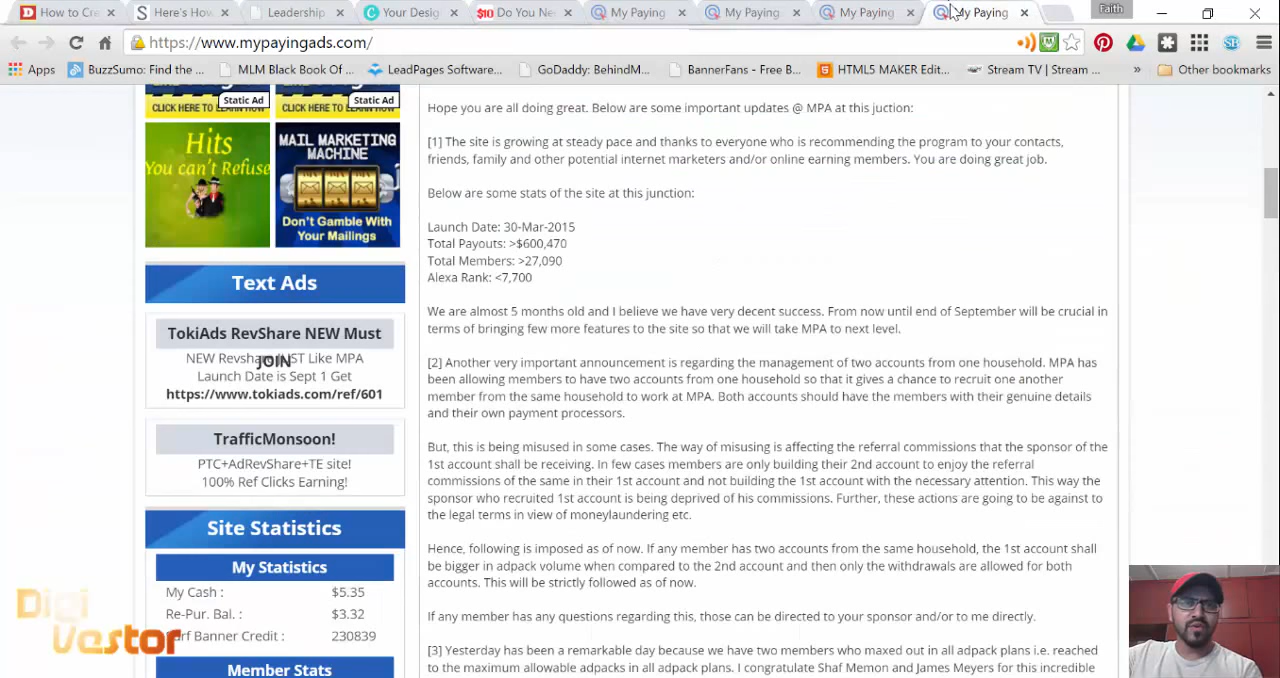 How to Cre
Here's How
Leadership
Your Desig
$10 Do You Ne
My Paying
My Paying
My Paying
My Paying
Faith
https://www.mypayingads.com/
Apps
BuzzSumo: Find the ...
MLM Black Book Of ...
LeadPages Software...
GoDaddy: BehindM...
BannerFans - Free B...
HTML5 MAKER Edit...
Stream TV | Stream ...
»
Other bookmarks
Static Ad
Static Ad
CLICK HERE TO LEARN HOW
CLICK HERE TO LEARN HOW
Hits
You can't Refuse
MAIL MARKETING
MACHINE
Don't Gamble With
Your Mailings
Text Ads
TokiAds RevShare NEW Must
JOIN
NEW Revshare JUST Like MPA
Launch Date is Sept 1 Get
https://www.tokiads.com/ref/601
TrafficMonsoon!
PTC+AdRevShare+TE site!
100% Ref Clicks Earning!
Site Statistics
My Statistics
My Cash : $5.35
Re-Pur. Bal. : $3.32
urf Banner Credit : 230839
Member Stats
Digi
Vestor
Hope you are all doing great. Below are some important updates @ MPA at this juction:
[1] The site is growing at steady pace and thanks to everyone who is recommending the program to your contacts,
friends, family and other potential internet marketers and/or online earning members. You are doing great job.
Below are some stats of the site at this junction:
Launch Date: 30-Mar-2015
Total Payouts: >$600,470
Total Members: >27,090
Alexa Rank: <7,700
We are almost 5 months old and I believe we have very decent success. From now until end of September will be crucial in
terms of bringing few more features to the site so that we will take MPA to next level.
[2] Another very important announcement is regarding the management of two accounts from one household. MPA has
been allowing members to have two accounts from one household so that it gives a chance to recruit one another
member from the same household to work at MPA. Both accounts should have the members with their genuine details
and their own payment processors.
But, this is being misused in some cases. The way of misusing is affecting the referral commissions that the sponsor of the
1st account shall be receiving. In few cases members are only building their 2nd account to enjoy the referral
commissions of the same in their 1st account and not building the 1st account with the necessary attention. This way the
sponsor who recruited 1st account is being deprived of his commissions. Further, these actions are going to be against to
the legal terms in view of moneylaundering etc.
Hence, following is imposed as of now. If any member has two accounts from the same household, the 1st account shall
be bigger in adpack volume when compared to the 2nd account and then only the withdrawals are allowed for both
accounts. This will be strictly followed as of now.
If any member has any questions regarding this, those can be directed to your sponsor and/or to me directly.
[3] Yesterday has been a remarkable day because we have two members who maxed out in all adpack plans i.e. reached
to the maximum allowable adpacks in all adpack plans. I congratulate Shaf Memon and James Meyers for this incredible